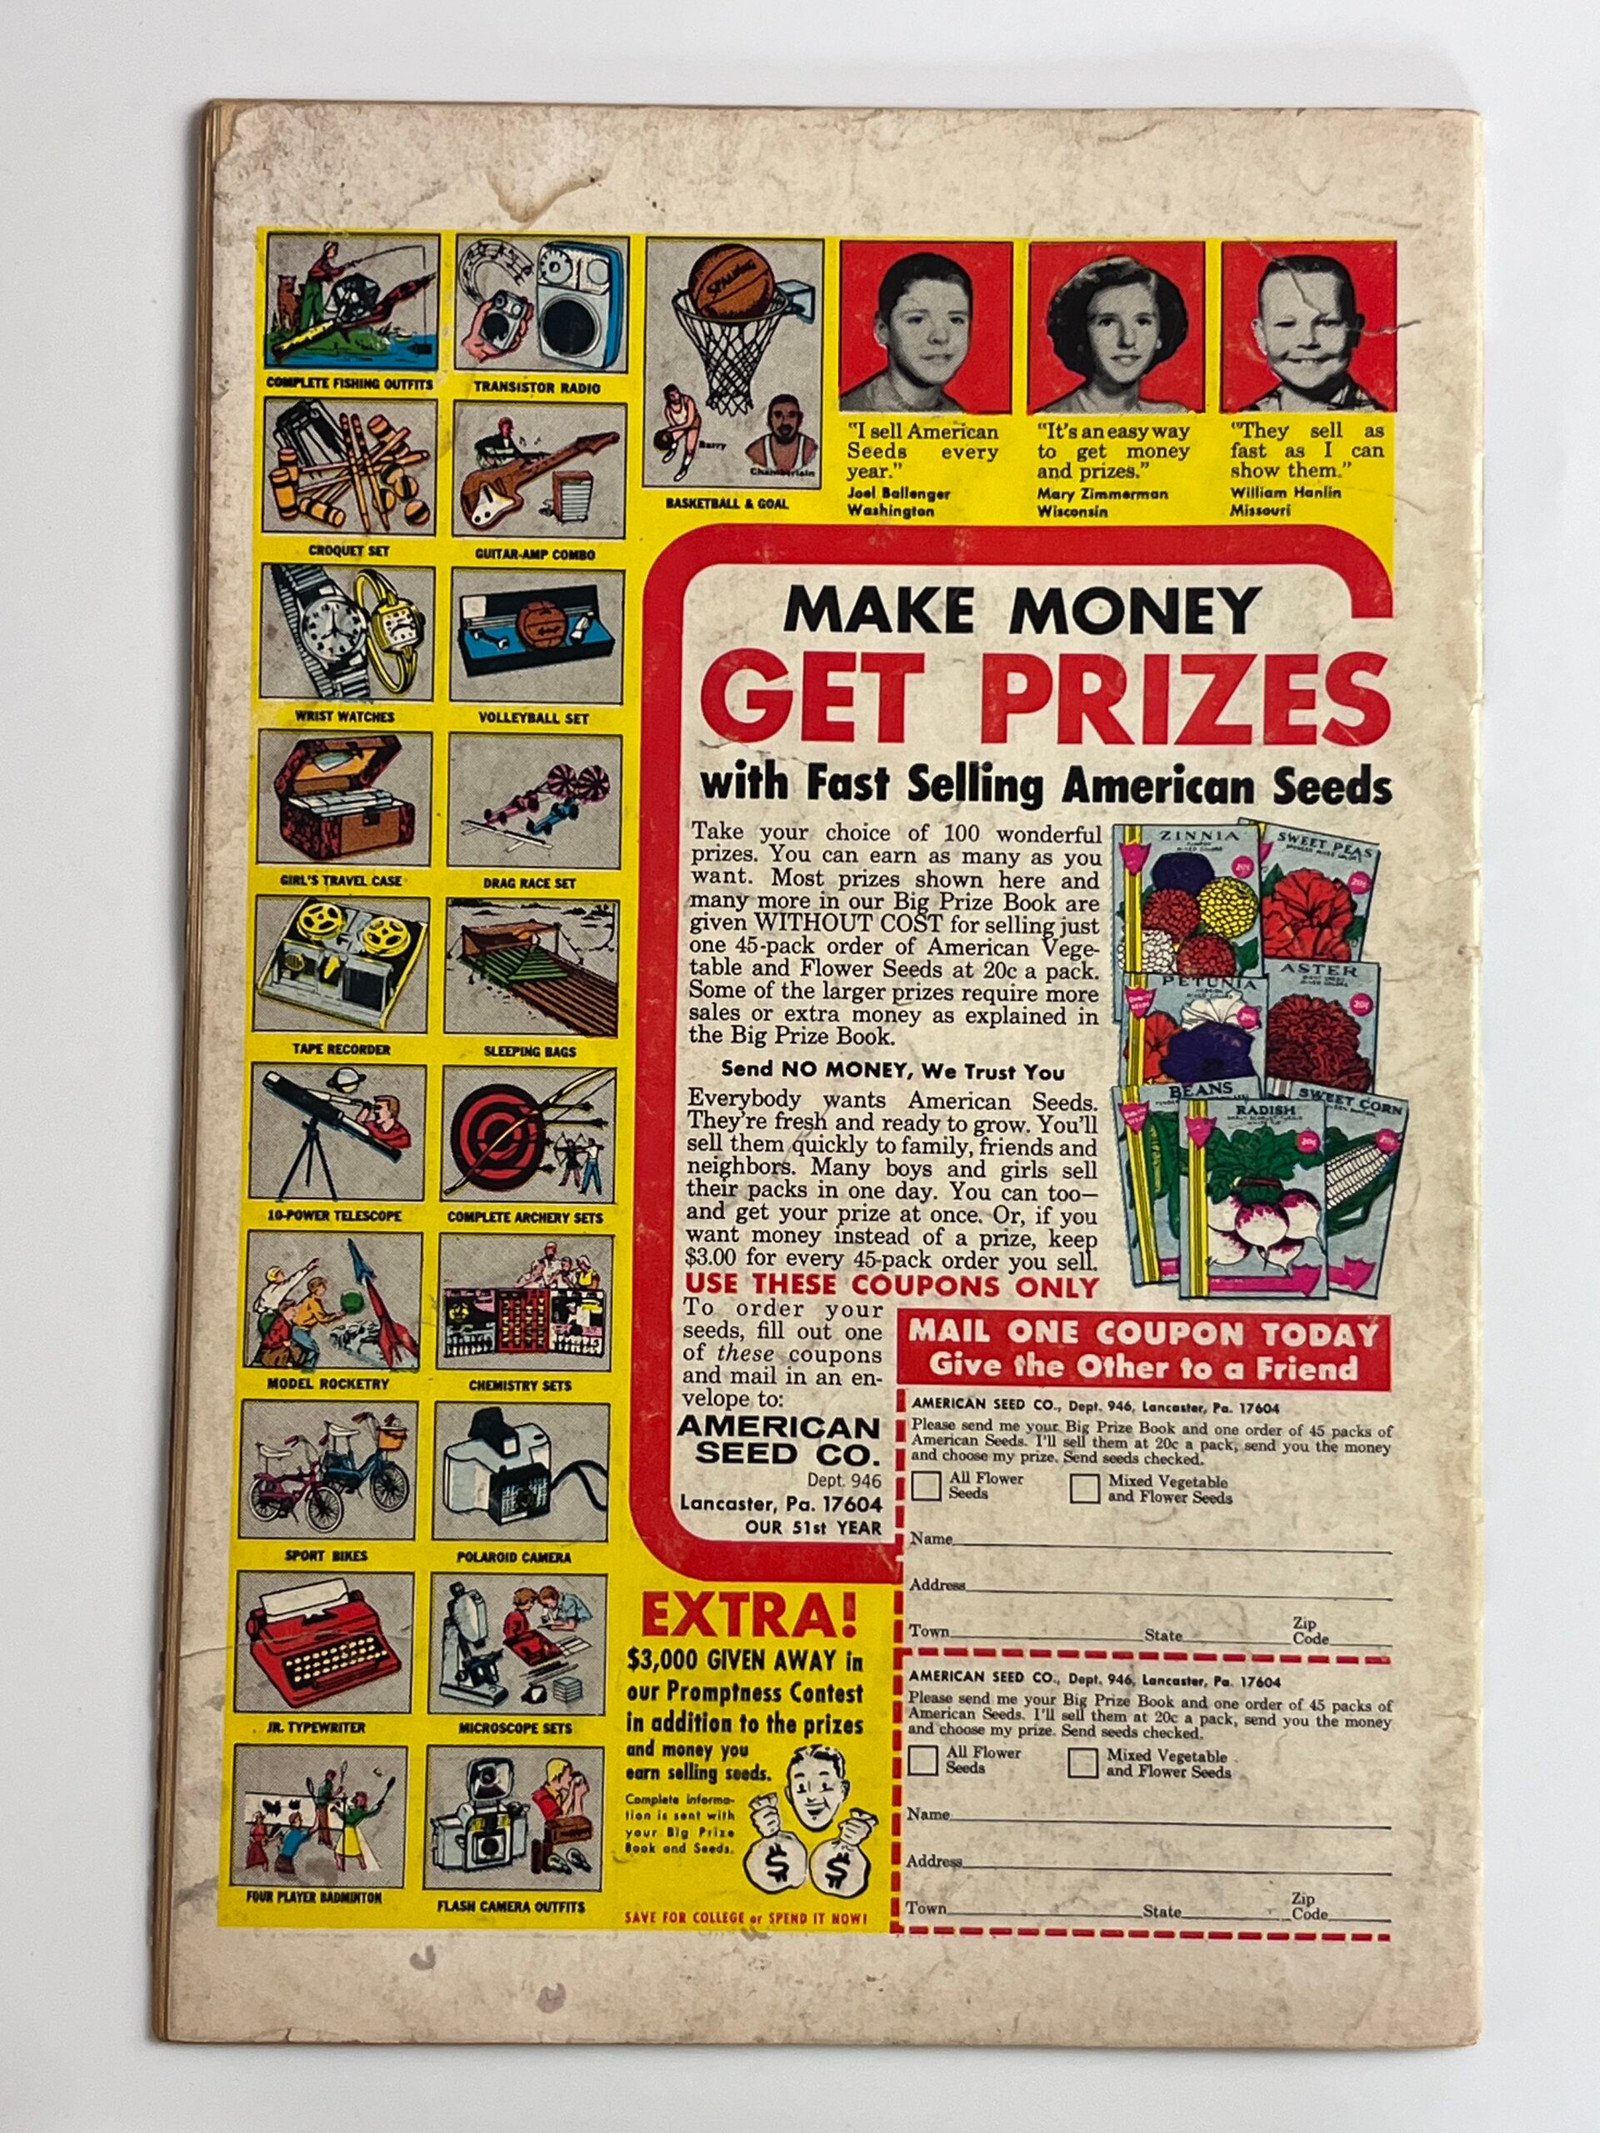 COMPLETE FISHING OUTFITS
TRANSISTOR RADIO
SPALDING
Barry
Chamberlain
BASKETBALL & GOAL
CROQUET SET
GUITAR-AMP COMBO
WRIST WATCHES
VOLLEYBALL SET
GIRL'S TRAVEL CASE
DRAG RACE SET
TAPE RECORDER
SLEEPING BAGS
10-POWER TELESCOPE
COMPLETE ARCHERY SETS
MODEL ROCKETRY
CHEMISTRY SETS
SPORT BIKES
POLAROID CAMERA
JR. TYPEWRITER
MICROSCOPE SETS
FOUR PLAYER BADMINTON
FLASH CAMERA OUTFITS
"I sell American
Seeds every
year."
Joel Ballenger
Washington
"It's an easy way
to get money
and prizes."
Mary Zimmerman
Wisconsin
"They sell as
fast as I can
show them."
William Hanlin
Missouri
MAKE MONEY
GET PRIZES
with Fast Selling American Seeds
Take your choice of 100 wonderful
prizes. You can earn as many as you
want. Most prizes shown here and
many more in our Big Prize Book are
given WITHOUT COST for selling just
one 45-pack order of American Vege-
table and Flower Seeds at 20c a pack.
Some of the larger prizes require more
sales or extra money as explained in
the Big Prize Book.
Send NO MONEY, We Trust You
Everybody wants American Seeds.
They're fresh and ready to grow. You'll
sell them quickly to family, friends and
neighbors. Many boys and girls sell
their packs in one day. You can too—
and get your prize at once. Or, if you
want money instead of a prize, keep
$3.00 for every 45-pack order you sell.
USE THESE COUPONS ONLY
To order your
seeds, fill out one
of these coupons
and mail in an en-
velope to:
AMERICAN
SEED CO.
Dept. 946
Lancaster, Pa. 17604
OUR 51st YEAR
ZINNIA
MIXED COLORS
20¢
SWEET PEAS
20¢
PETUNIA
MIXED COLORS
20¢
ASTER
MIXED COLORS
20¢
BEANS
RADISH
20¢
SWEET CORN
20¢
MAIL ONE COUPON TODAY
Give the Other to a Friend
AMERICAN SEED CO., Dept. 946, Lancaster, Pa. 17604
Please send me your Big Prize Book and one order of 45 packs of
American Seeds. I'll sell them at 20c a pack, send you the money
and choose my prize. Send seeds checked.
All Flower
Seeds
Mixed Vegetable
and Flower Seeds
Name
Address
Town State Zip
Code
AMERICAN SEED CO., Dept. 946, Lancaster, Pa. 17604
Please send me your Big Prize Book and one order of 45 packs of
American Seeds. I'll sell them at 20c a pack, send you the money
and choose my prize. Send seeds checked.
All Flower
Seeds
Mixed Vegetable
and Flower Seeds
Name
Address
Town State Zip
Code
EXTRA!
$3,000 GIVEN AWAY in
our Promptness Contest
in addition to the prizes
and money you
earn selling seeds.
Complete informa-
tion is sent with
your Big Prize
Book and Seeds.
$ $
SAVE FOR COLLEGE or SPEND IT NOW!